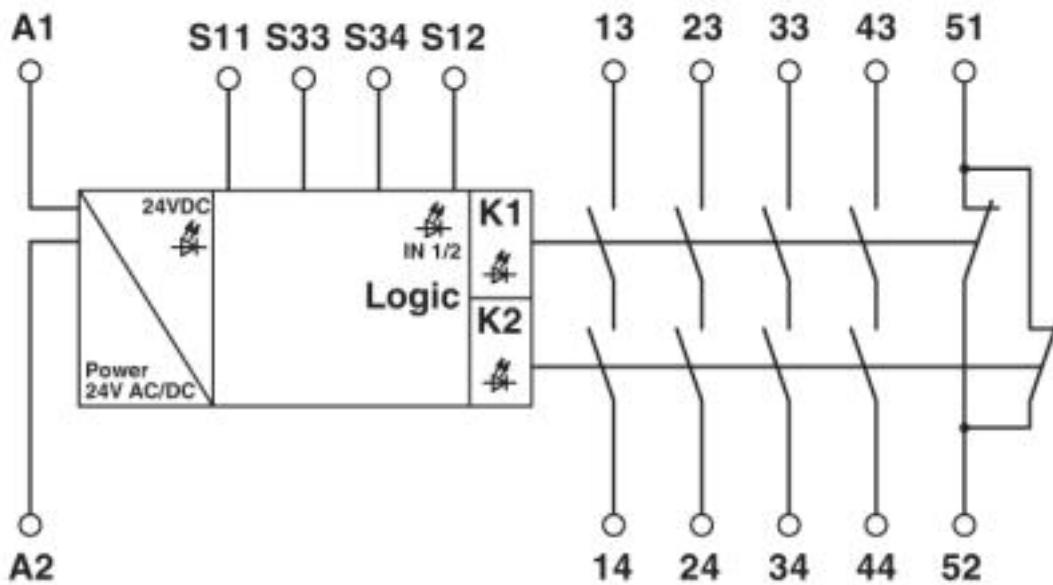 A1 S11 S33 S34 S12 13 23 33 43 51
24VDC
IN 1/2
Logic
K1
K2
Power
24V AC/DC
A2 14 24 34 44 52